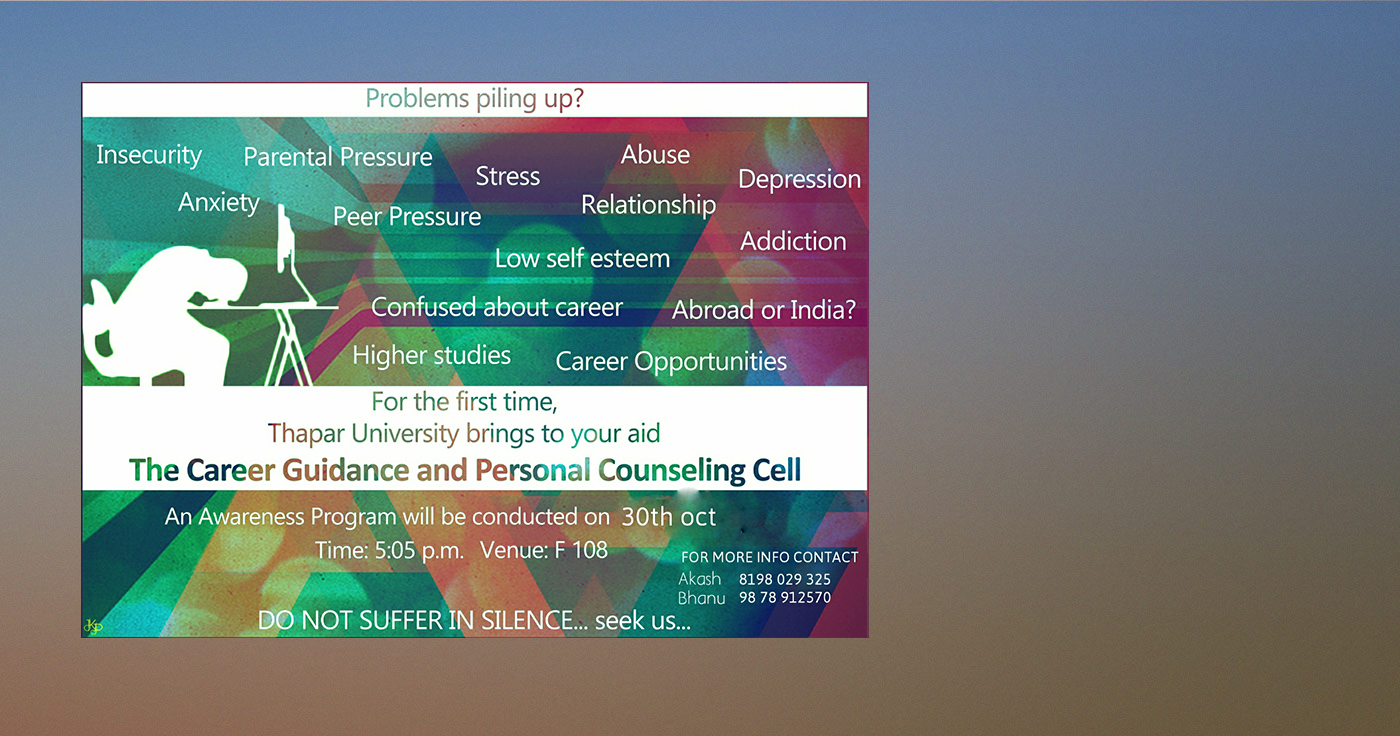 Problems piling up?
Insecurity
Parental Pressure
Stress
Abuse
Depression
Anxiety
Peer Pressure
Relationship
Addiction
Low self esteem
Confused about career
Abroad or India?
Higher studies
Career Opportunities
For the first time,
Thapar University brings to your aid
The Career Guidance and Personal Counseling Cell
An Awareness Program will be conducted on 30th oct
Time: 5:05 p.m. Venue: F 108
FOR MORE INFO CONTACT
Akash 8198 029 325
Bhanu 98 78 912570
DO NOT SUFFER IN SILENCE... seek us...